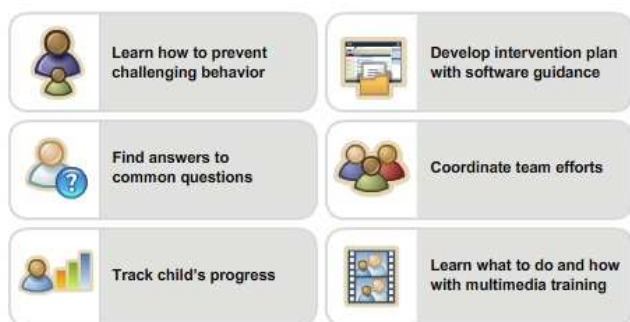 Learn how to prevent
challenging behavior
Develop intervention plan
with software guidance
Find answers to
common questions
?
Coordinate team efforts
Track child's progress
Learn what to do and how
with multimedia training